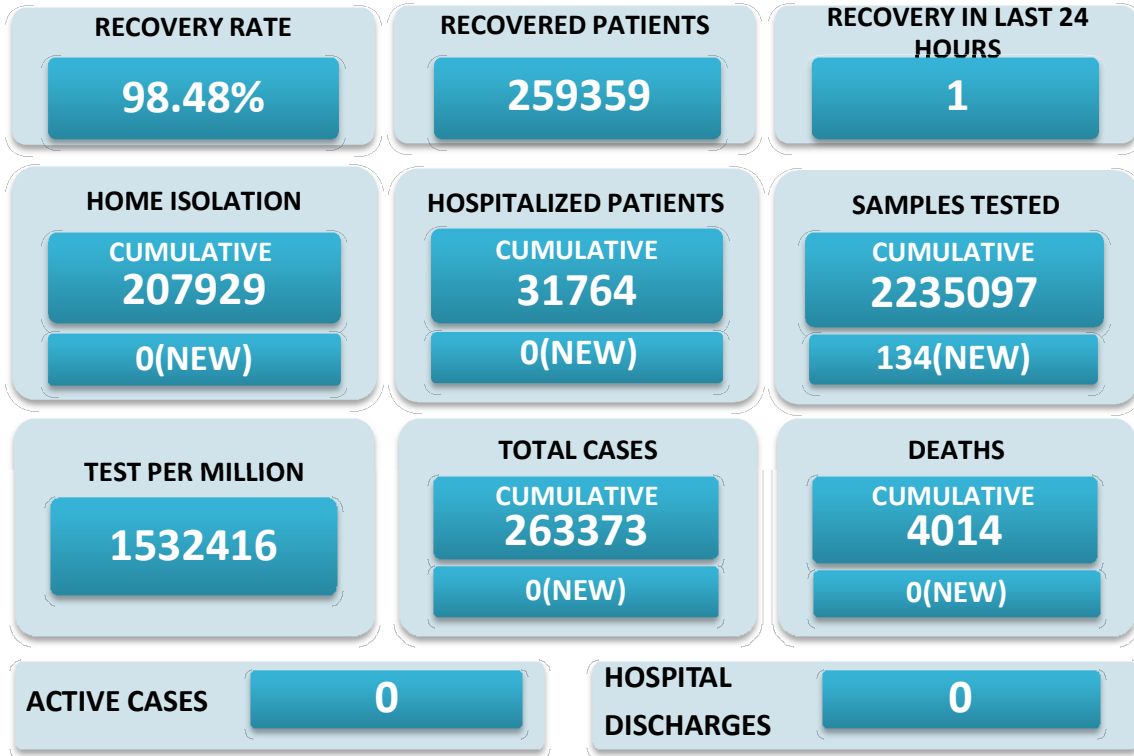 RECOVERY RATE
98.48%
RECOVERED PATIENTS
259359
RECOVERY IN LAST 24
HOURS
1
HOME ISOLATION
CUMULATIVE
207929
0(NEW)
HOSPITALIZED PATIENTS
CUMULATIVE
31764
0(NEW)
SAMPLES TESTED
CUMULATIVE
2235097
134(NEW)
TEST PER MILLION
1532416
TOTAL CASES
CUMULATIVE
263373
0(NEW)
DEATHS
CUMULATIVE
4014
0(NEW)
ACTIVE CASES
0
HOSPITAL
DISCHARGES
0